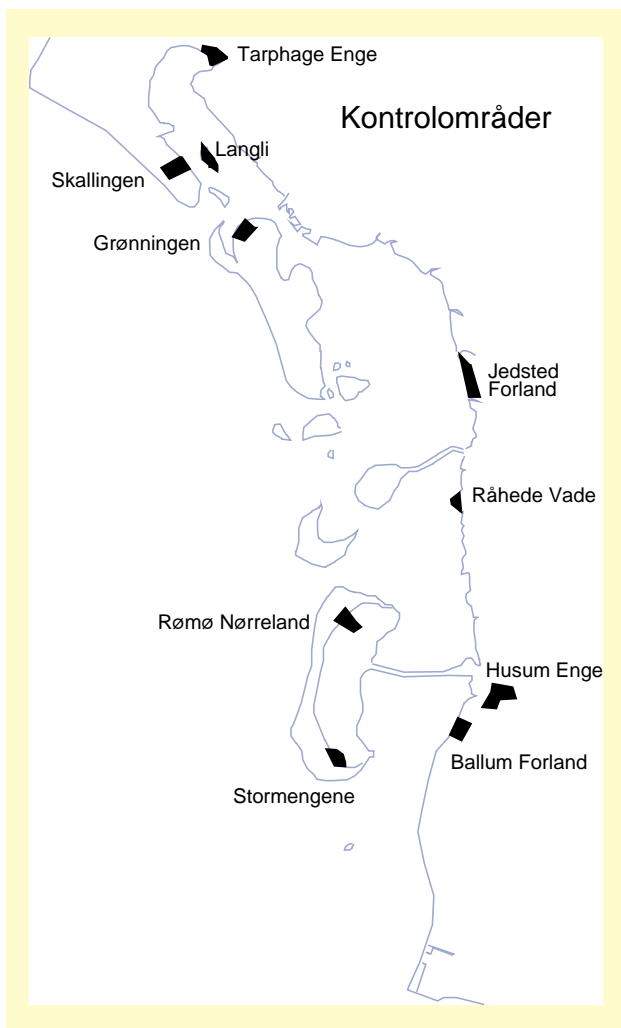 Tarphage Enge
Kontrolområder
Langli
Skallingen
Grønningen
Jedsted
Forland
Råhede Vade
Rømø Nørreland
Husum Enge
Ballum Forland
Stormengene